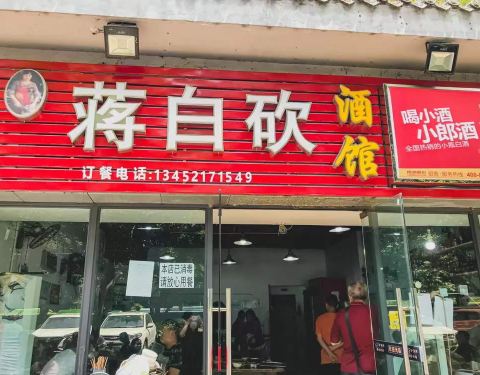 蒋白砍
酒馆
订餐电话:13452171549
喝小酒
小郎酒
全国热销的小瓶白酒
本店已消毒
请放心用餐